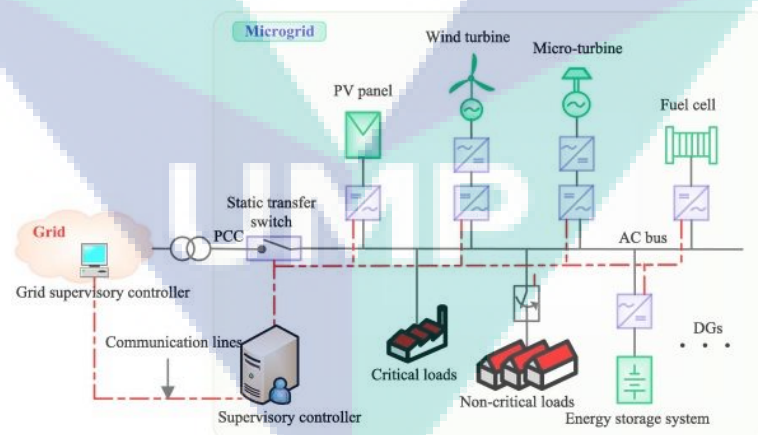 Microgrid
Wind turbine
Micro-turbine
PV panel
Fuel cell
UMP
Static transfer
switch
Grid
PCC
AC bus
Grid supervisory controller
Communication lines
DGs
Critical loads
Non-critical loads
Supervisory controller
Energy storage system